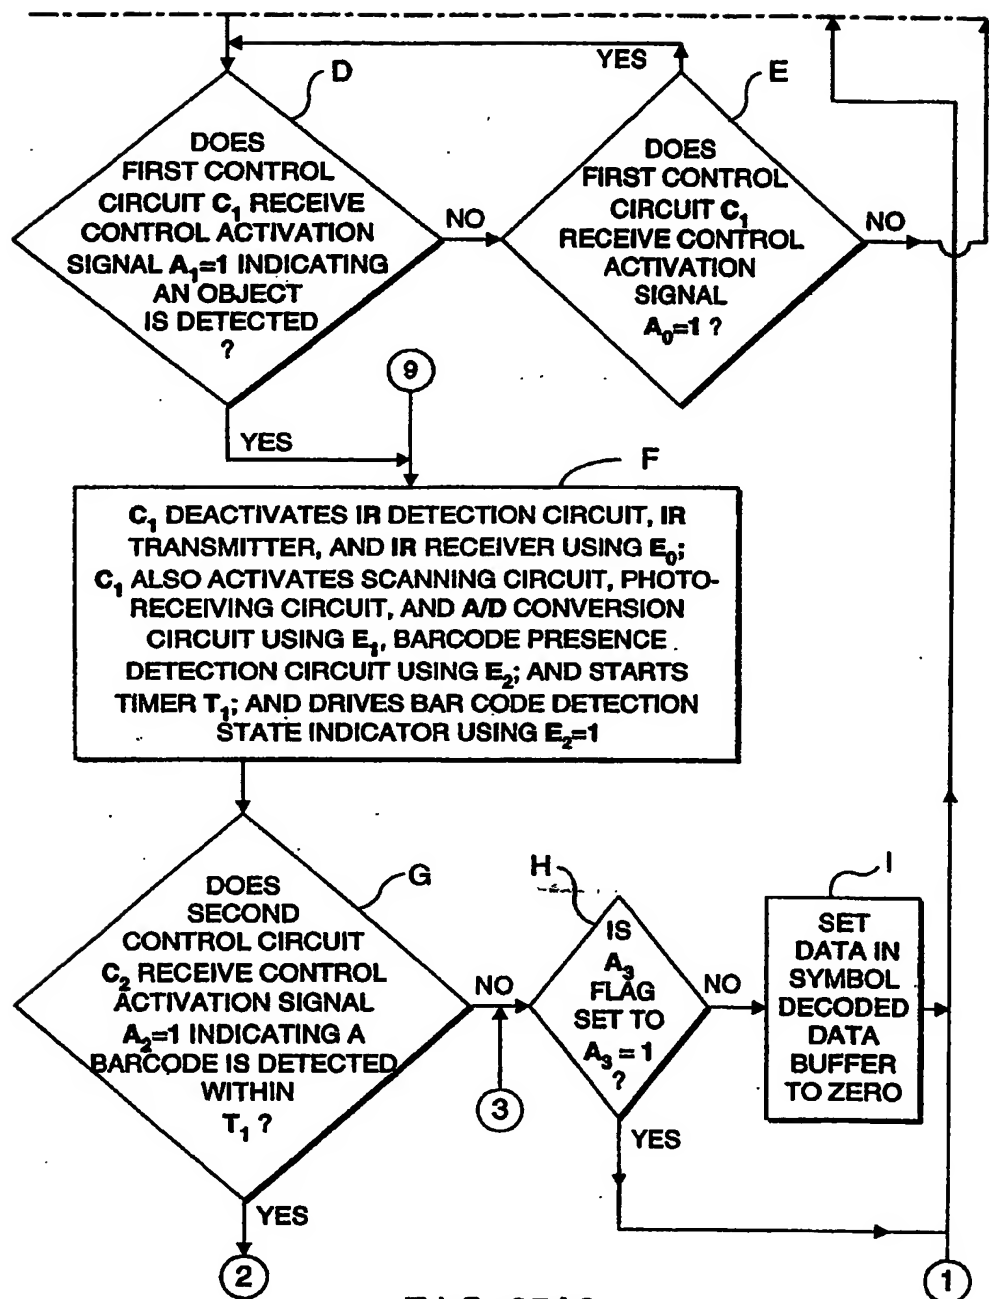 YES
D
E
DOES
FIRST CONTROL
CIRCUIT C₁ RECEIVE
CONTROL ACTIVATION
SIGNAL A₁=1 INDICATING
AN OBJECT
IS DETECTED
?
NO
DOES
FIRST CONTROL
CIRCUIT C₁
RECEIVE CONTROL
ACTIVATION
SIGNAL
A₀=1 ?
NO
9
YES
F
C₁ DEACTIVATES IR DETECTION CIRCUIT, IR
TRANSMITTER, AND IR RECEIVER USING E₀;
C₁ ALSO ACTIVATES SCANNING CIRCUIT, PHOTO-
RECEIVING CIRCUIT, AND A/D CONVERSION
CIRCUIT USING E₁, BARCODE PRESENCE
DETECTION CIRCUIT USING E₂; AND STARTS
TIMER T₁; AND DRIVES BAR CODE DETECTION
STATE INDICATOR USING E₂=1
G
DOES
SECOND
CONTROL CIRCUIT
C₂ RECEIVE CONTROL
ACTIVATION SIGNAL
A₂=1 INDICATING A
BARCODE IS DETECTED
WITHIN
T₁ ?
NO
3
H
IS
A₃
FLAG
SET TO
A₃ = 1
?
NO
I
SET
DATA IN
SYMBOL
DECODED
DATA
BUFFER
TO ZERO
YES
YES
2
1